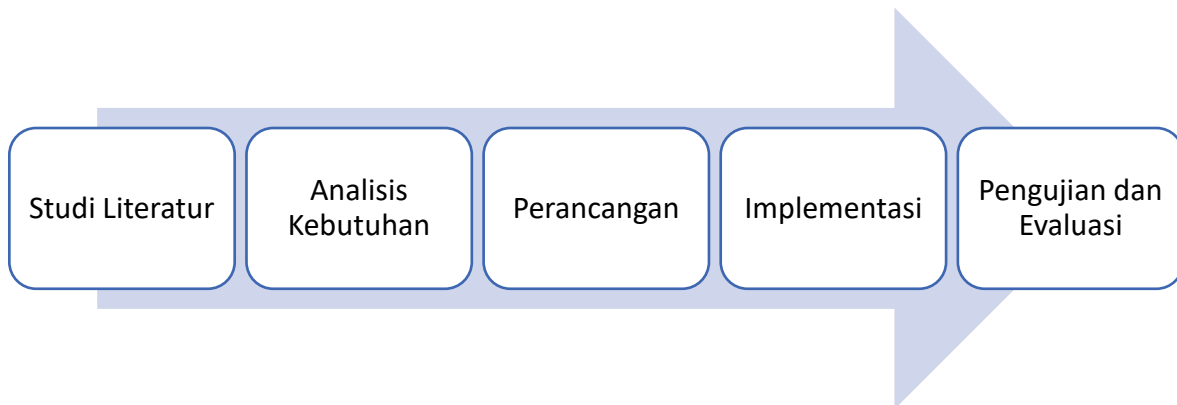 Studi Literatur
Analisis
Kebutuhan
Perancangan
Implementasi
Pengujian dan
Evaluasi